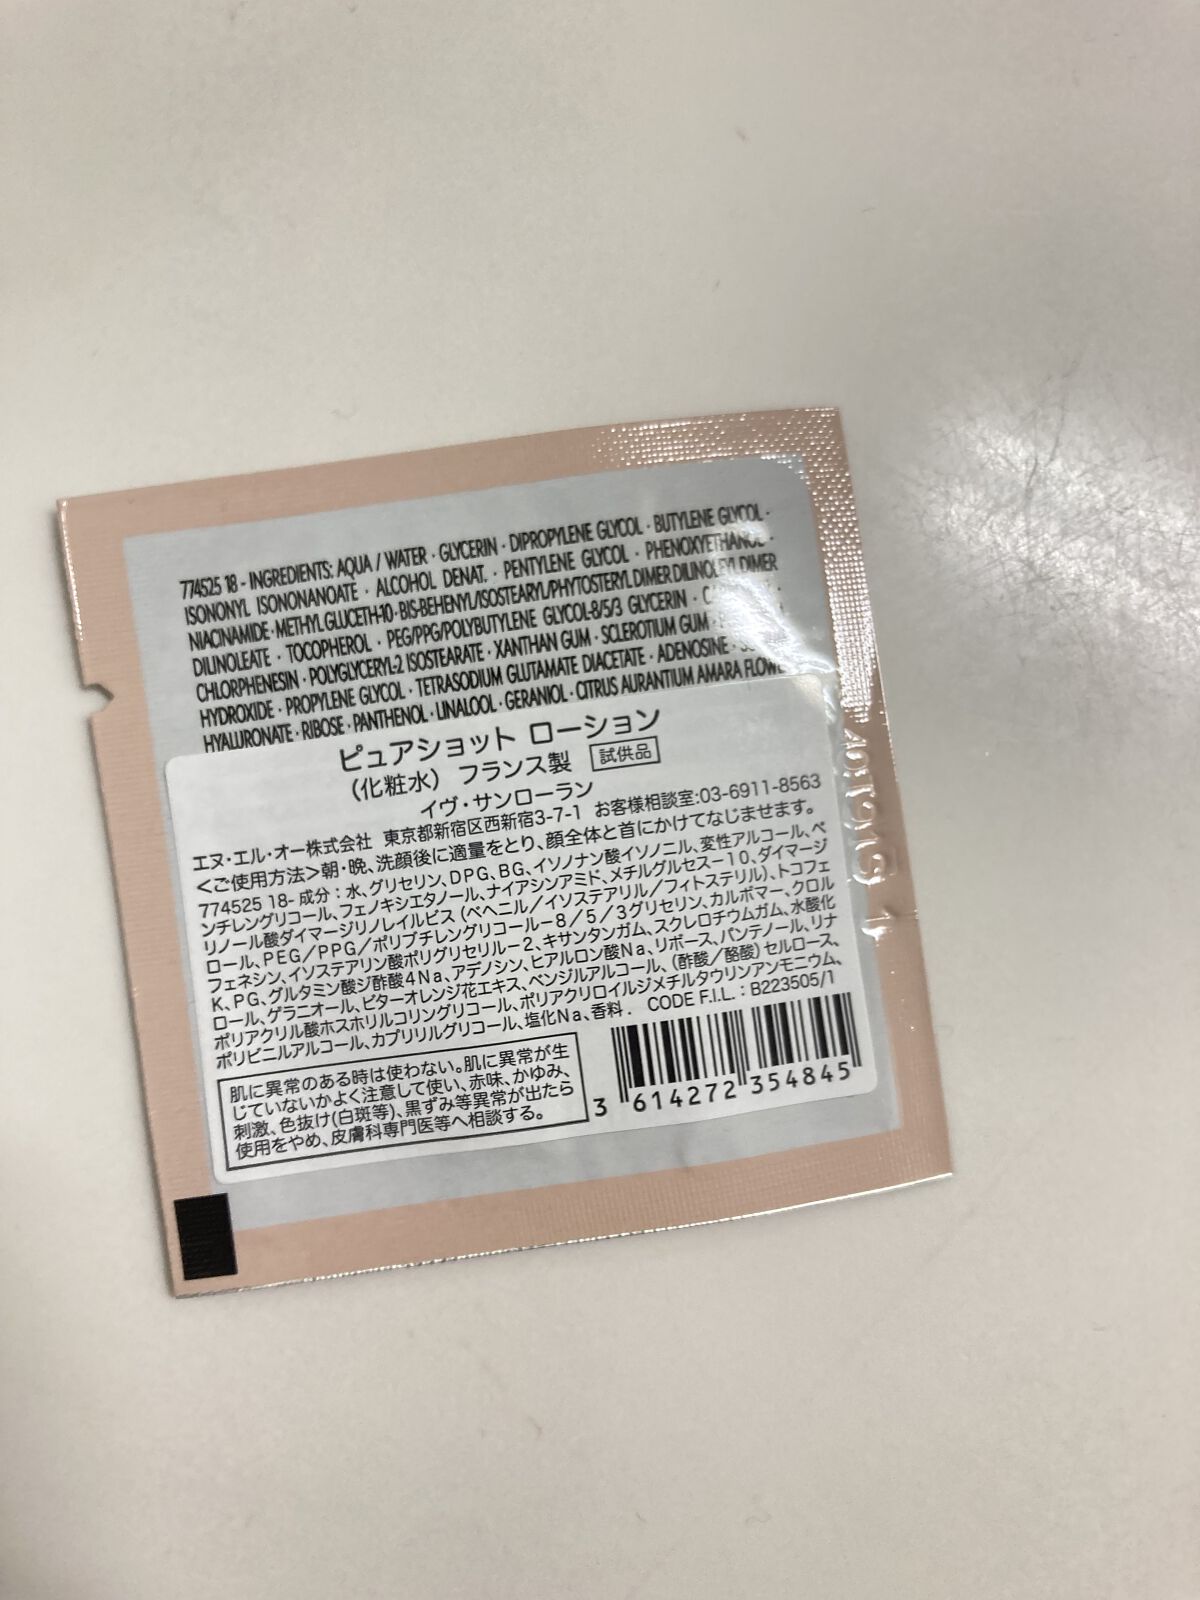 774525 18 - INGREDIENTS: AQUA / WATER · GLYCERIN · DIPROPYLENE GLYCOL · BUTYLENE GLYCOL ·
ISONONYL ISONONANOATE · ALCOHOL DENAT. · PENTYLENE GLYCOL · PHENOXYETHANOL ·
NIACINAMIDE · METHYL GLUCETH-10 · BIS-BEHENYL/ISOSTEARYL/PHYTOSTERYL DIMER DILINOLEYL DIMER
DILINOLEATE · TOCOPHEROL · PEG/PPG/POLYBUTYLENE GLYCOL-8/5/3 GLYCERIN ·
CHLORPHENESIN · POLYGLYCERYL-2 ISOSTEARATE · XANTHAN GUM · SCLEROTIUM GUM ·
HYDROXIDE · PROPYLENE GLYCOL · TETRASODIUM GLUTAMATE DIACETATE · ADENOSINE ·
HYALURONATE · RIBOSE · PANTHENOL · LINALOOL · GERANIOL · CITRUS AURANTIUM AMARA FLOWER
ピュアショット ローション
(化粧水) フランス製 試供品
イヴ・サンローラン
エヌ・エル・オー株式会社 東京都新宿区西新宿3-7-1 お客様相談室:03-6911-8563
<ご使用方法>朝・晩、洗顔後に適量をとり、顔全体と首にかけてなじませます。
774525 18- 成分：水、グリセリン、DPG、BG、イソノナン酸イソノニル、変性アルコール、ペ
ンチレングリコール、フェノキシエタノール、ナイアシンアミド、メチルグルセス－10、ダイマージ
リノール酸ダイマージリノレイルビス（ベヘニル／イソステアリル／フィトステリル）、トコフェ
ロール、PEG／PPG／ポリブチレングリコール－8／5／3グリセリン、カルボマー、クロル
フェネシン、イソステアリン酸ポリグリセリル－2、キサンタンガム、スクレロチウムガム、水酸化
K、PG、グルタミン酸ジ酢酸4Na、アデノシン、ヒアルロン酸Na、リボース、パンテノール、リナ
ロール、ゲラニオール、ビターオレンジ花エキス、ベンジルアルコール、（酢酸／酪酸）セルロース、
ポリアクリル酸ホスホリルコリングリコール、ポリアクリロイルジメチルタウリンアンモニウム、
ポリビニルアルコール、カプリリルグリコール、塩化Na、香料． CODE F.I.L. : B223505/1
肌に異常のある時は使わない。肌に異常が生
じていないかよく注意して使い、赤味、かゆみ、
刺激、色抜け(白斑等)、黒ずみ等異常が出たら
使用をやめ、皮膚科専門医等へ相談する。
3 614272 354845